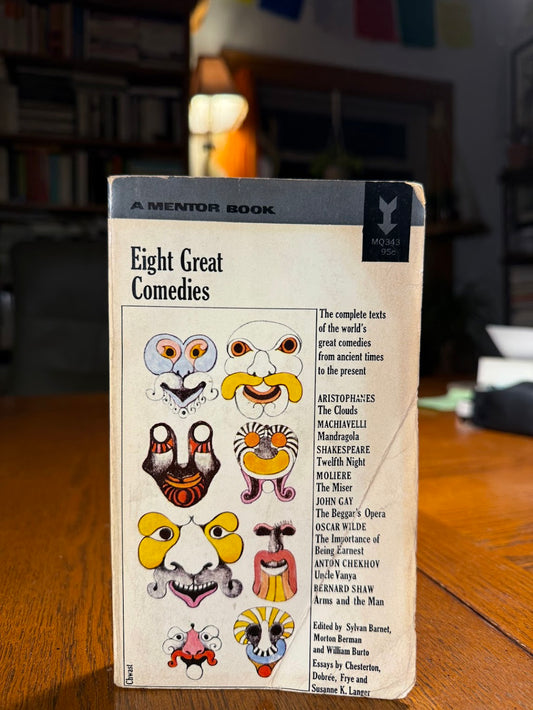 A MENTOR BOOK
MQ343
95c
Eight Great
Comedies
The complete texts
of the world's
great comedies
from ancient times
to the present
ARISTOPHANES
The Clouds
MACHIAVELLI
Mandragola
SHAKESPEARE
Twelfth Night
MOLIERE
The Miser
JOHN GAY
The Beggar's Opera
OSCAR WILDE
The Importance of
Being Earnest
ANTON CHEKHOV
Uncle Vanya
BERNARD SHAW
Arms and the Man
Edited by Sylvan Barnet,
Morton Berman
and William Burto
Essays by Chesterton,
Dobrée, Frye and
Susanne K. Langer
Chwast